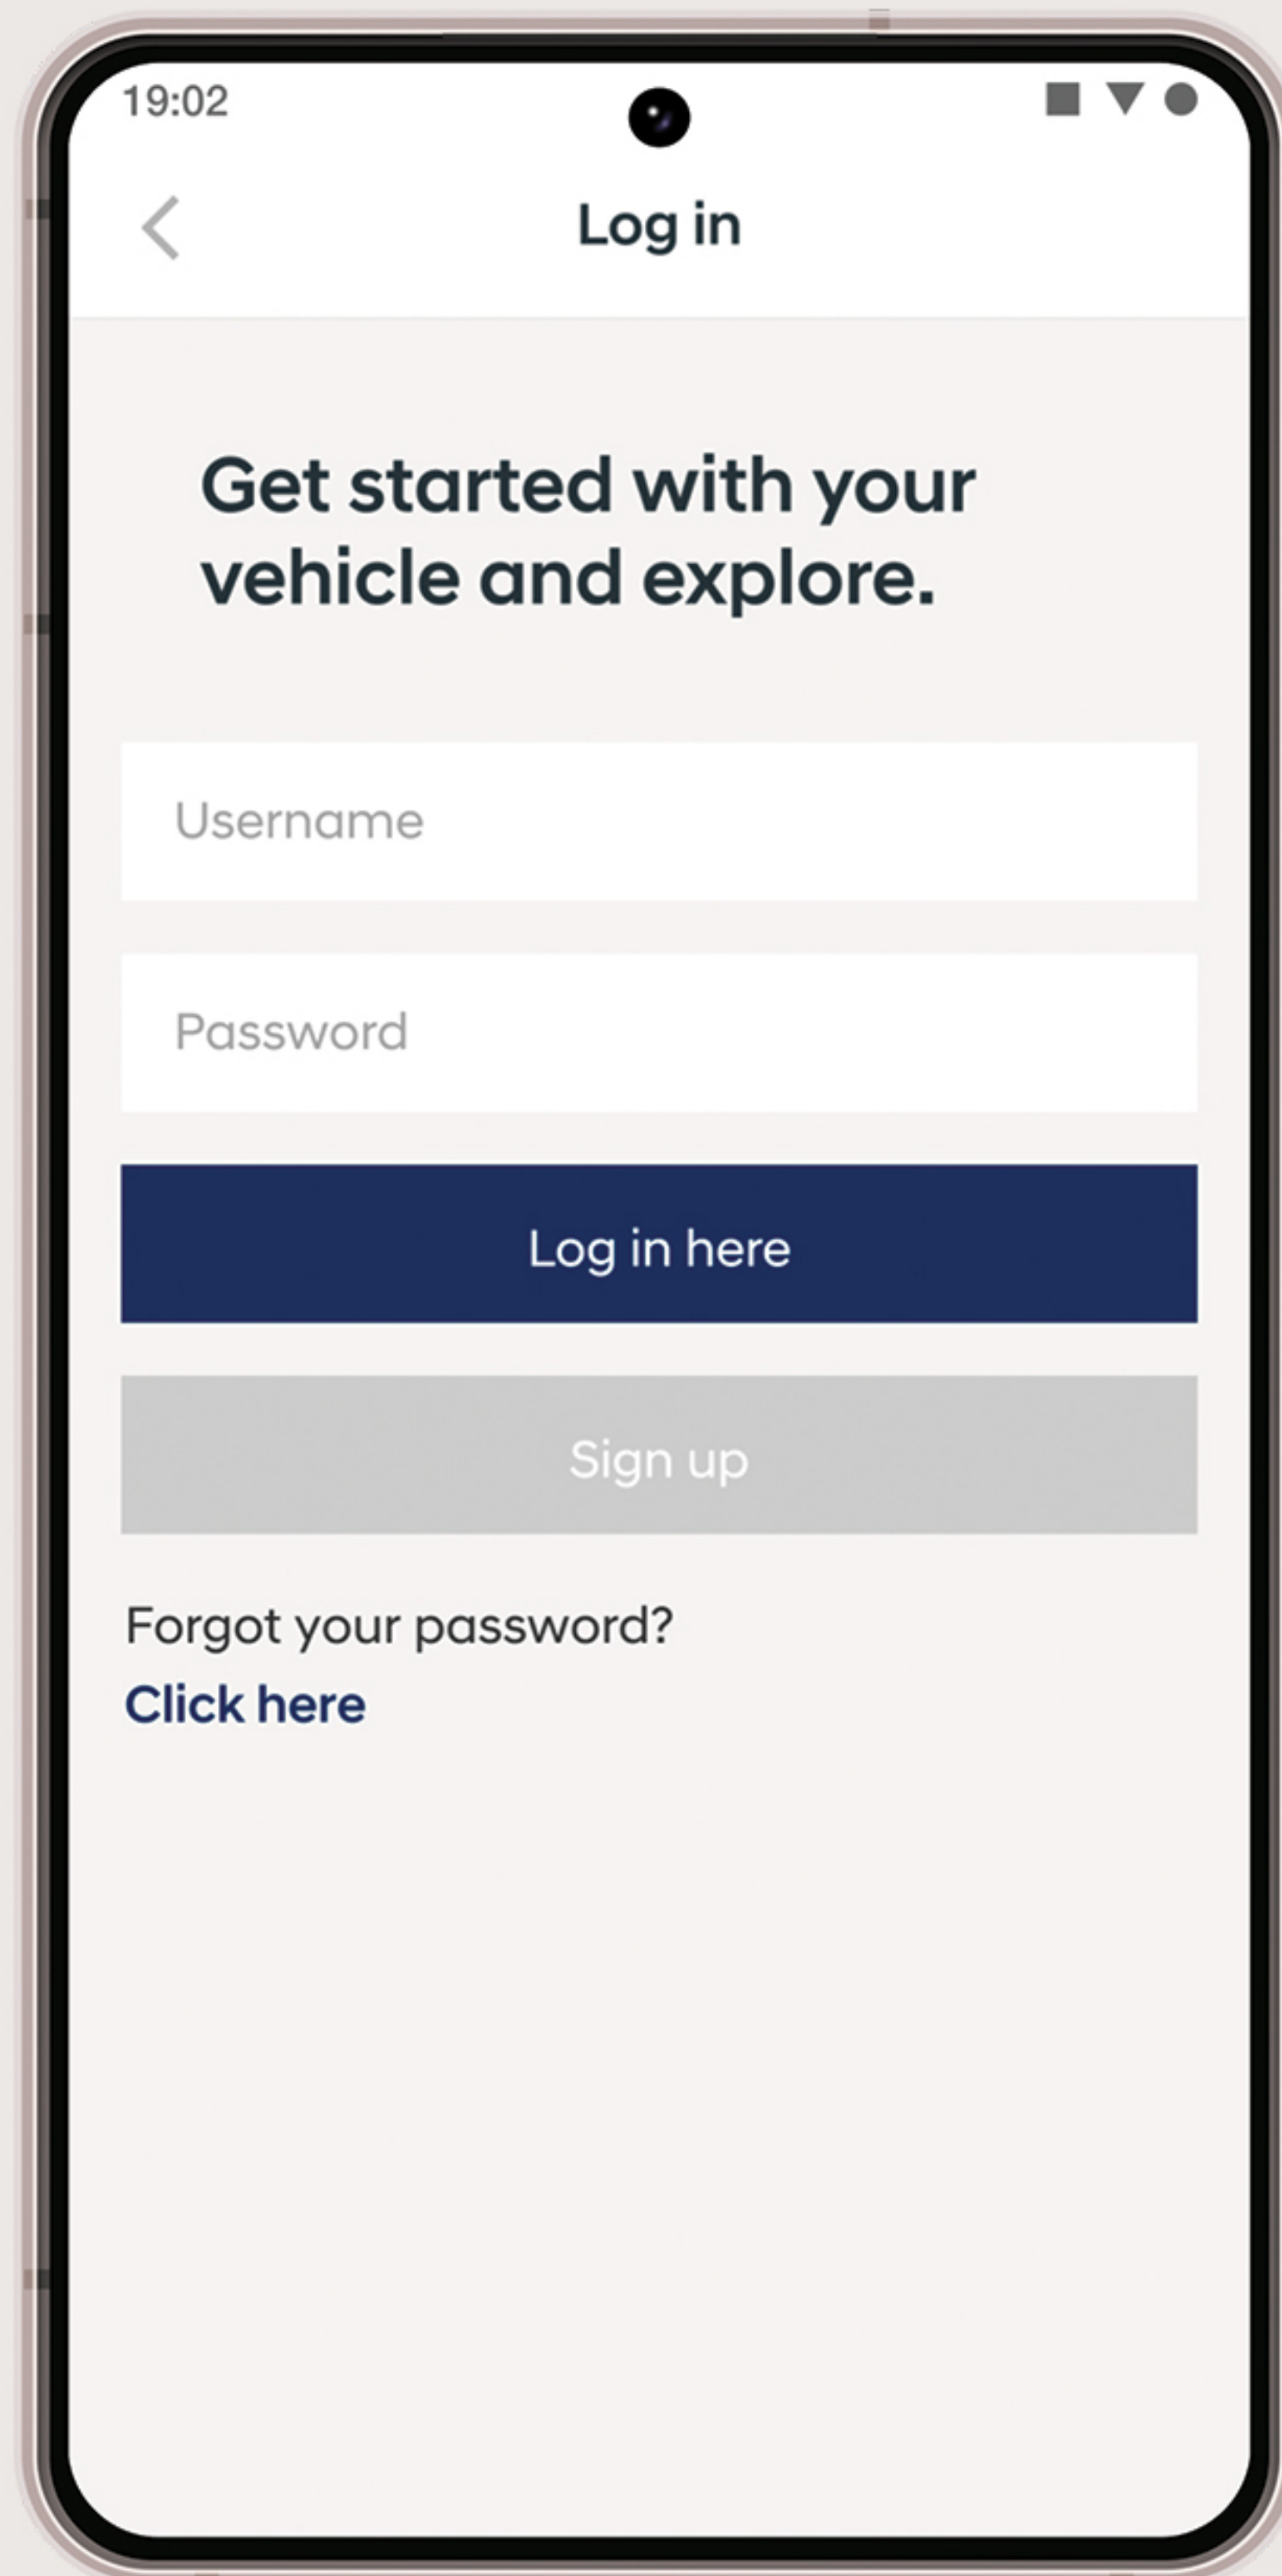 19:02
Log in
Get started with your
vehicle and explore.
Username
Password
Log in here
Sign up
Forgot your password?
Click here